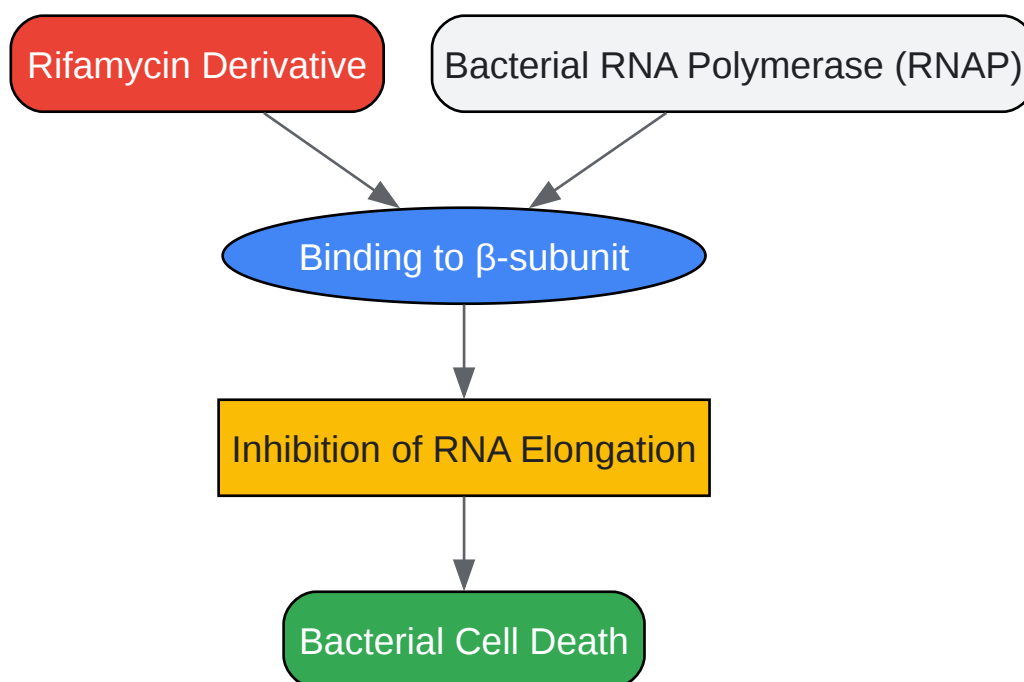 Rifamycin Derivative
Bacterial RNA Polymerase (RNAP)
Binding to β-subunit
Inhibition of RNA Elongation
Bacterial Cell Death